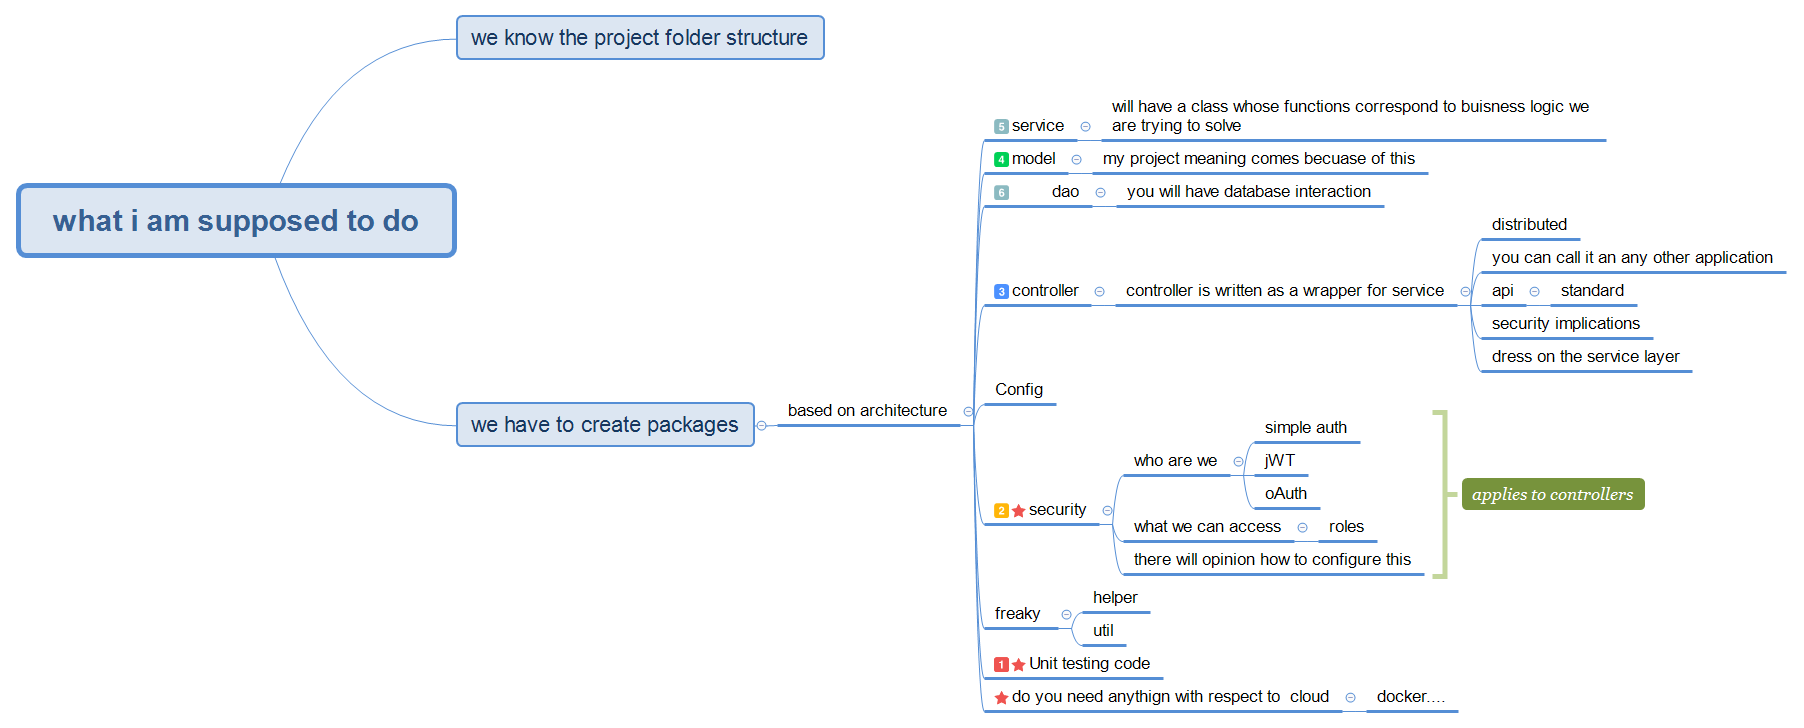 we know the project folder structure
what i am supposed to do
we have to create packages
based on architecture
5 service
will have a class whose functions correspond to buisness logic we
are trying to solve
4 model
my project meaning comes becuase of this
6 dao
you will have database interaction
3 controller
controller is written as a wrapper for service
distributed
you can call it an any other application
api
standard
security implications
dress on the service layer
Config
2 security
who are we
simple auth
jWT
oAuth
what we can access
roles
there will opinion how to configure this
applies to controllers
freaky
helper
util
1 Unit testing code
do you need anythign with respect to cloud
docker....